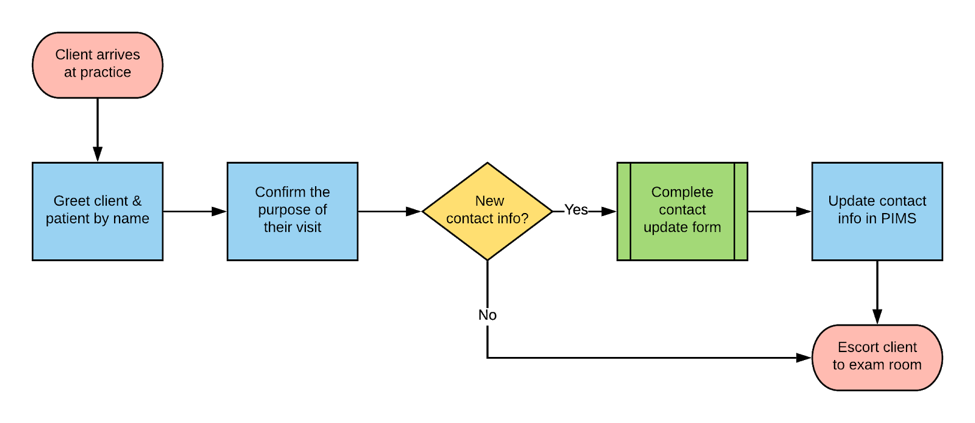 Client arrives
at practice
Greet client &
patient by name
Confirm the
purpose of
their visit
New
contact info?
Yes
Complete
contact
update form
Update contact
info in PIMS
No
Escort client
to exam room